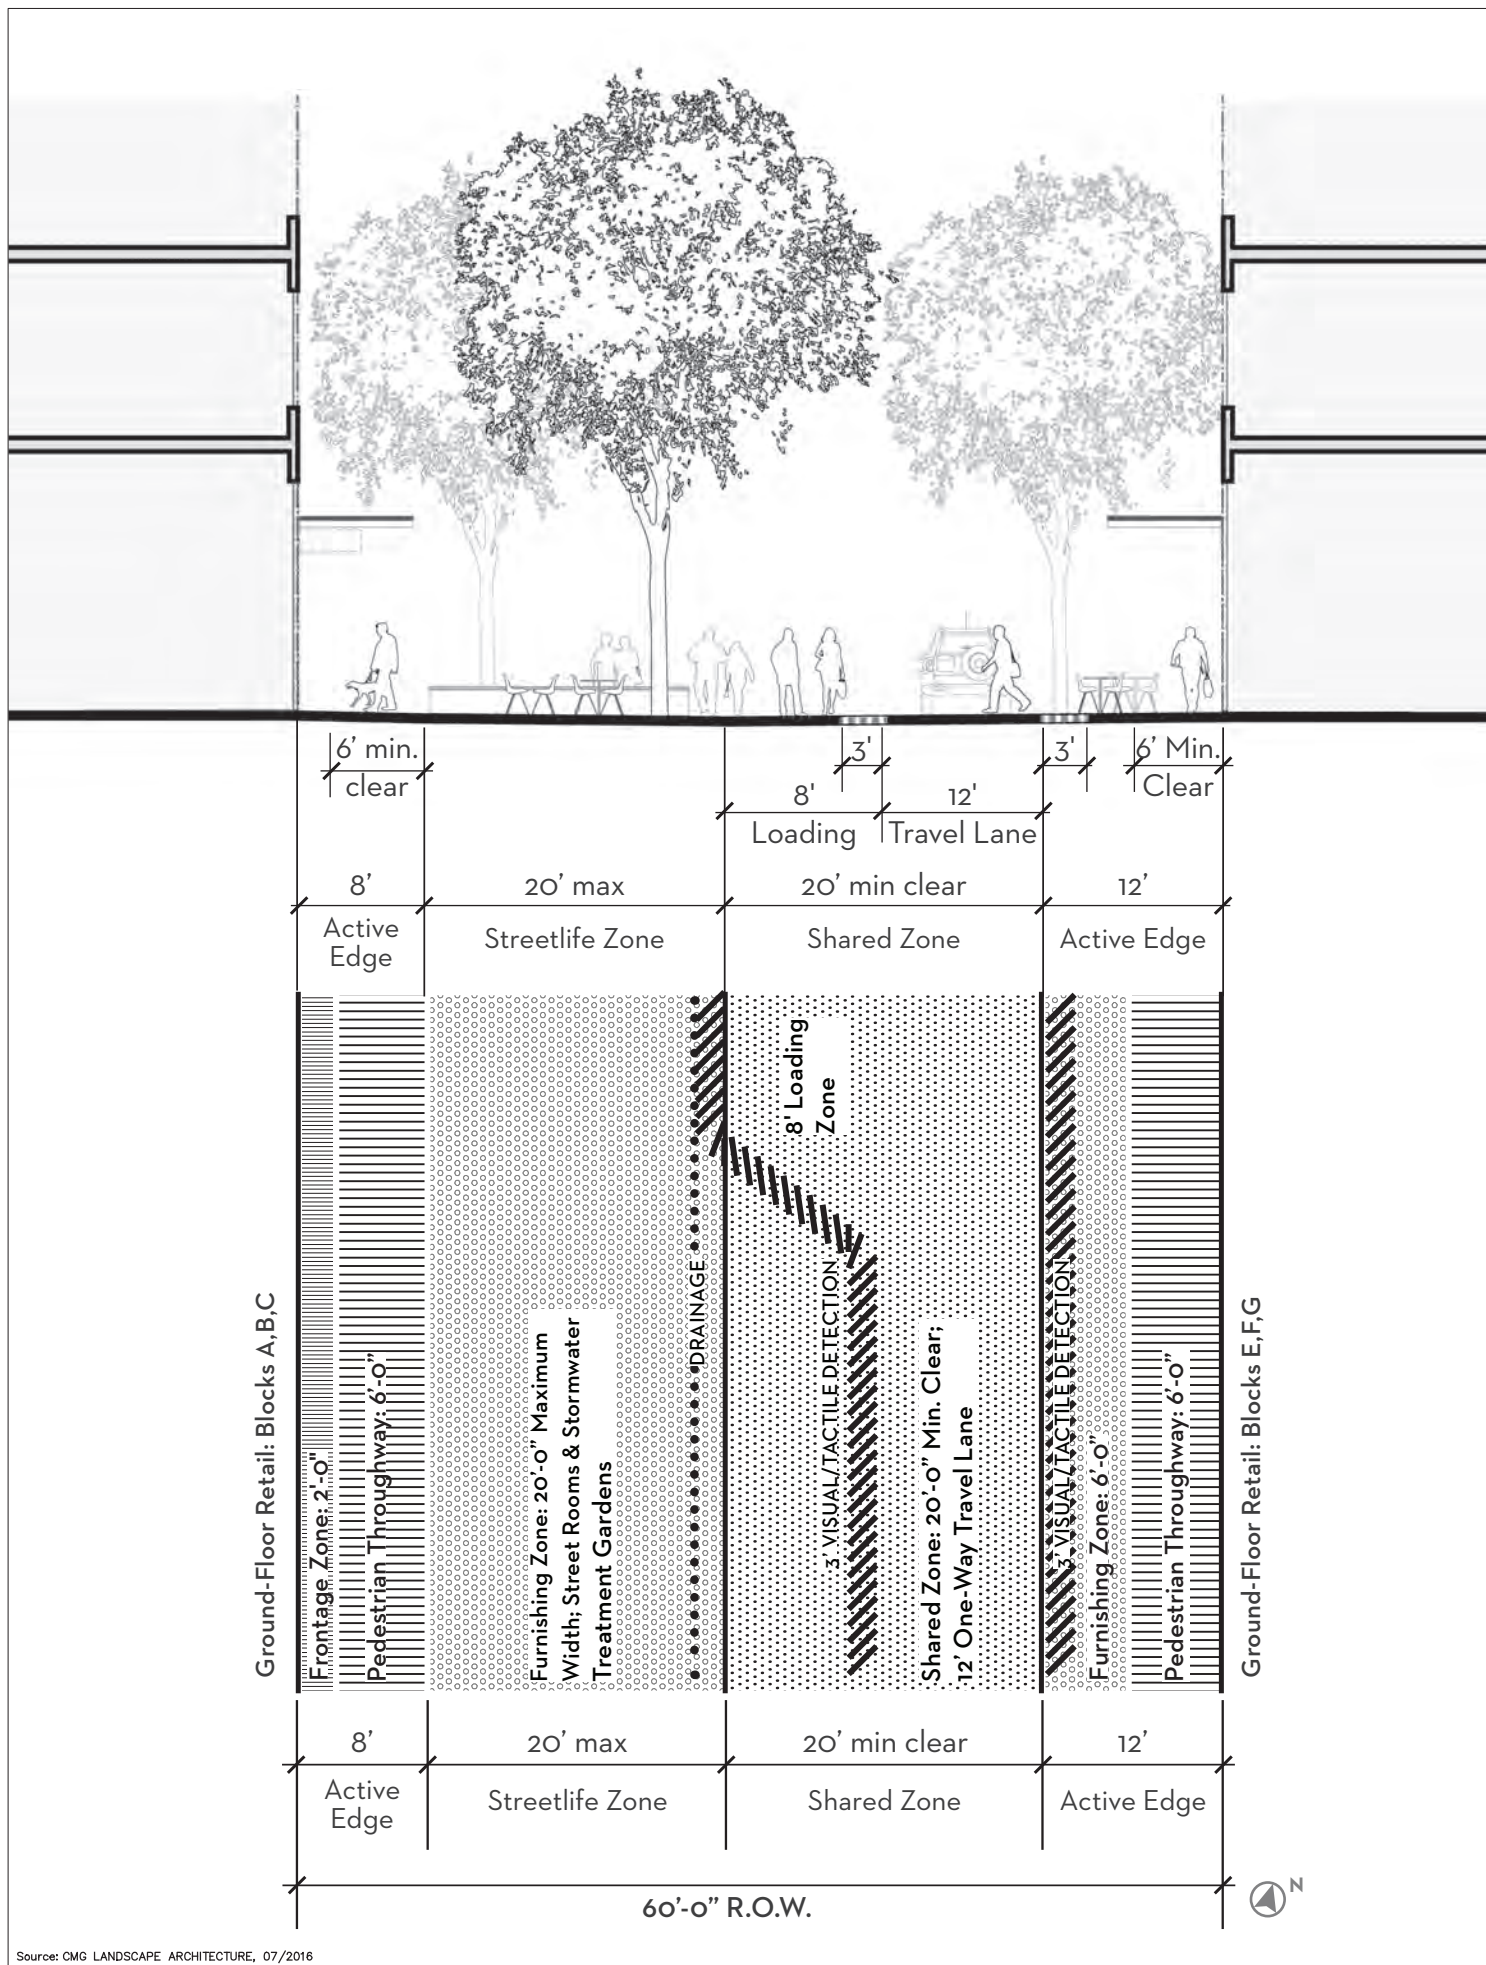 6’ min.
clear
3'
3'
6’ Min.
Clear
8'
Loading
12'
Travel Lane
8’
Active
Edge
20’ max
Streetlife Zone
20’ min clear
Shared Zone
12’
Active Edge
Ground-Floor Retail: Blocks A,B,C
Frontage Zone: 2’-0"
Pedestrian Throughway: 6’-0”
Furnishing Zone: 20’-0” Maximum
Width; Street Rooms & Stormwater
Treatment Gardens
DRAINAGE
8' Loading
Zone
3’ VISUAL/TACTILE DETECTION
Shared Zone: 20’-0” Min. Clear;
12’ One-Way Travel Lane
3’ VISUAL/TACTILE DETECTION
Furnishing Zone: 6’-0”
Pedestrian Throughway: 6’-0”
Ground-Floor Retail: Blocks E,F,G
8’
Active
Edge
20’ max
Streetlife Zone
20’ min clear
Shared Zone
12’
Active Edge
60’-0” R.O.W.
N
Source: CMG LANDSCAPE ARCHITECTURE, 07/2016